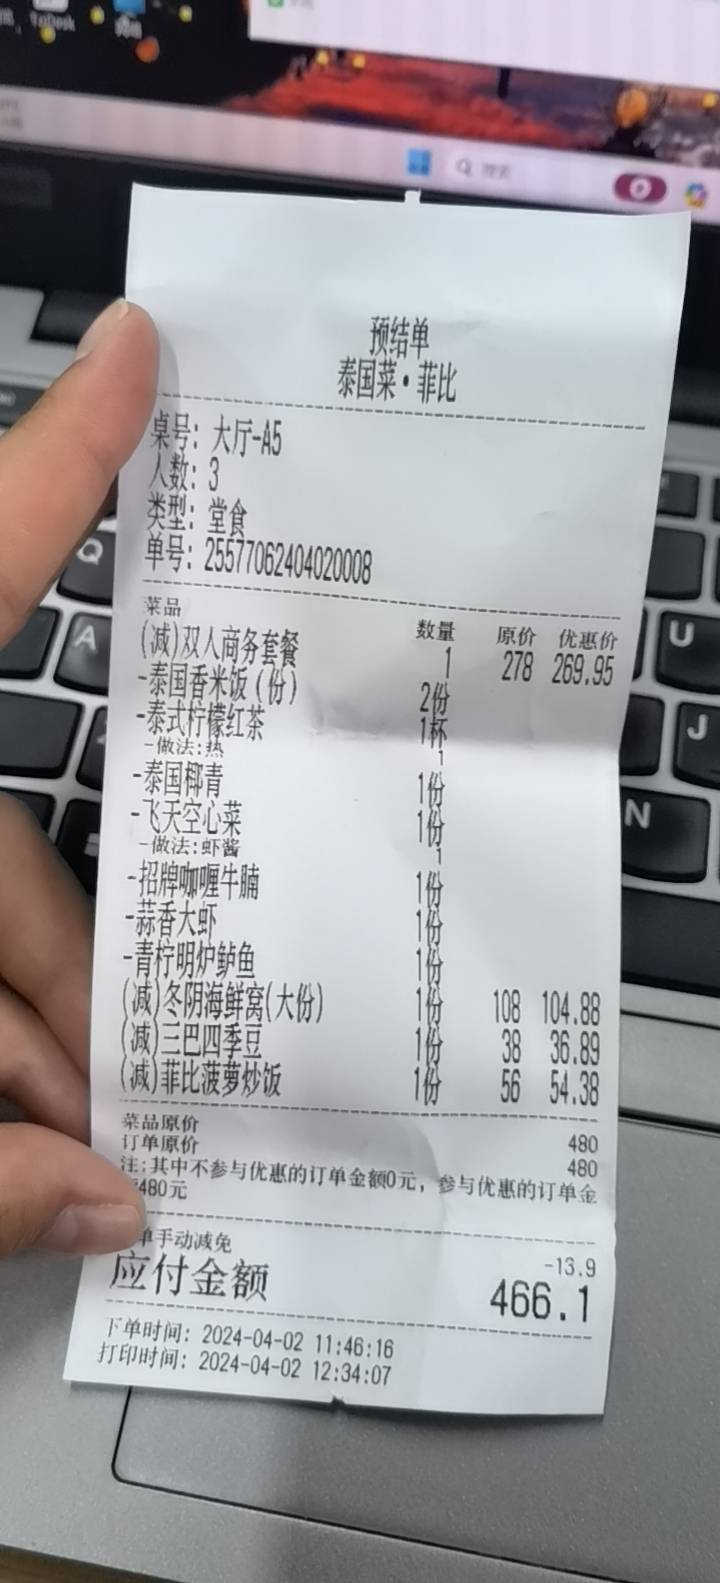 ToDesk
搜索
预结单
泰国菜·菲比
桌号: 大厅-A5
人数: 3
类型: 堂食
单号: 25577062404020008
菜品 数量 原价 优惠价
(减)双人商务套餐 1 278 269.95
-泰国香米饭(份) 2份
-泰式柠檬红茶 1杯
-做法:热 1
-泰国椰青 1份
-飞天空心菜 1份
-做法:虾酱 1
-招牌咖喱牛腩 1份
-蒜香大虾 1份
-青柠明炉鲈鱼 1份
(减)冬阴海鲜窝(大份) 1份 108 104.88
(减)三巴四季豆 1份 38 36.89
(减)菲比菠萝炒饭 1份 56 54.38
菜品原价 480
订单原价 480
注:其中不参与优惠的订单金额0元, 参与优惠的订单金
480元
单手动减免 -13.9
应付金额 466.1
下单时间: 2024-04-02 11:46:16
打印时间: 2024-04-02 12:34:07
Q
A
U
J
N